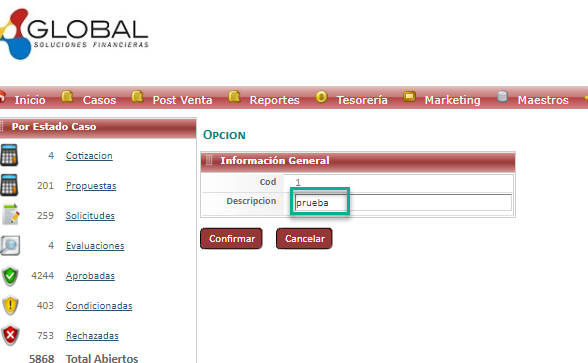 GLOBAL
SOLUCIONES FINANCIERAS
Inicio Casos Post Venta Reportes Tesorería Marketing Maestros
Por Estado Caso
4 Cotizacion
201 Propuestas
259 Solicitudes
4 Evaluaciones
4244 Aprobadas
403 Condicionadas
753 Rechazadas
5868 Total Abiertos
OPCION
Información General
Cod 1
Descripcion prueba
Confirmar Cancelar